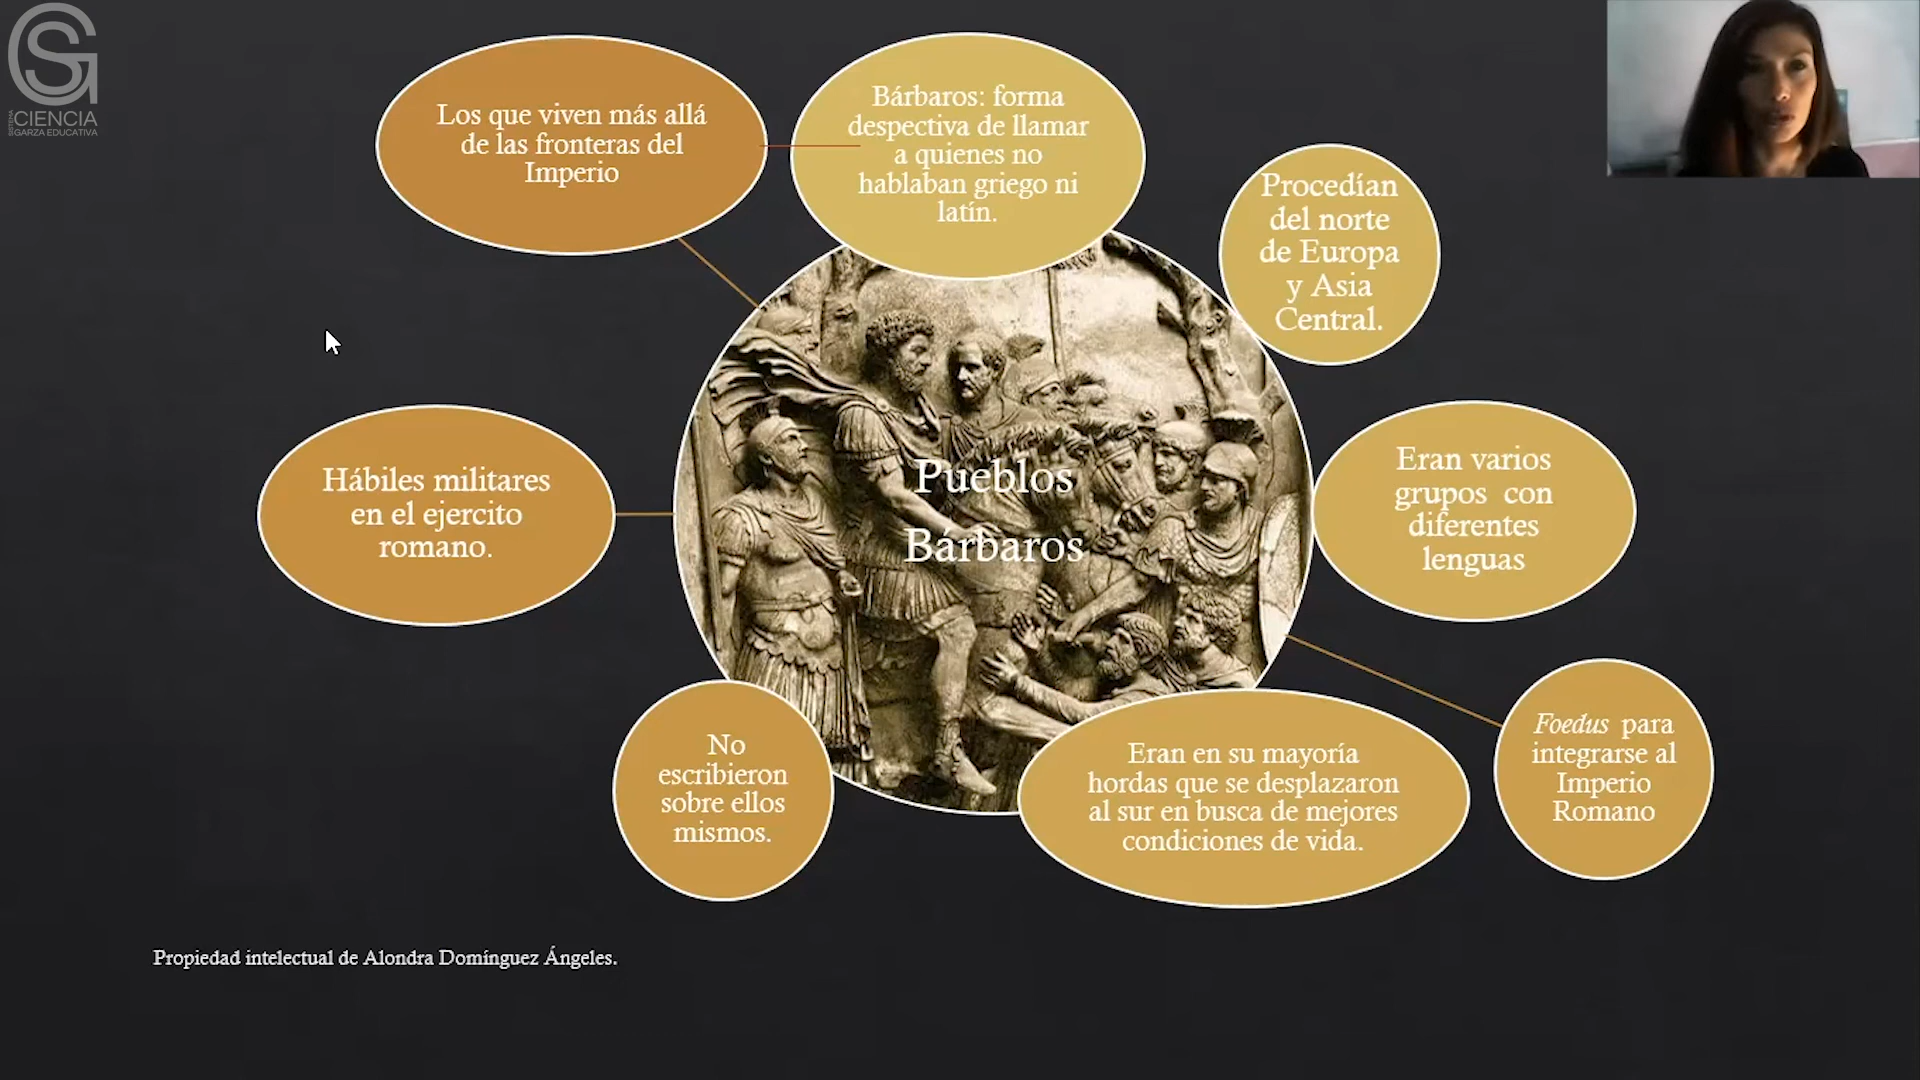 SG
SISTEMA
CIENCIA
GARZA EDUCATIVA
Los que viven más allá
de las fronteras del
Imperio
Bárbaros: forma
despectiva de llamar
a quienes no
hablaban griego ni
latín.
Procedían
del norte
de Europa
y Asia
Central.
Hábiles militares
en el ejercito
romano.
Pueblos
Bárbaros
Eran varios
grupos con
diferentes
lenguas
No
escribieron
sobre ellos
mismos.
Eran en su mayoría
hordas que se desplazaron
al sur en busca de mejores
condiciones de vida.
Foedus para
integrarse al
Imperio
Romano
Propiedad intelectual de Alondra Domínguez Ángeles.